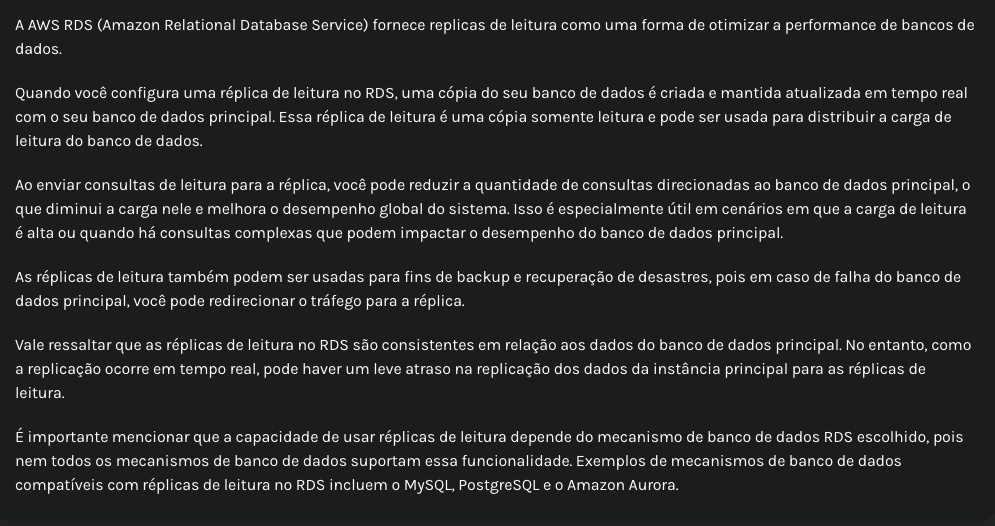 A AWS RDS (Amazon Relational Database Service) fornece replicas de leitura como uma forma de otimizar a performance de bancos de
dados.
Quando você configura uma réplica de leitura no RDS, uma cópia do seu banco de dados é criada e mantida atualizada em tempo real
com o seu banco de dados principal. Essa réplica de leitura é uma cópia somente leitura e pode ser usada para distribuir a carga de
leitura do banco de dados.
Ao enviar consultas de leitura para a réplica, você pode reduzir a quantidade de consultas direcionadas ao banco de dados principal, o
que diminui a carga nele e melhora o desempenho global do sistema. Isso é especialmente útil em cenários em que a carga de leitura
é alta ou quando há consultas complexas que podem impactar o desempenho do banco de dados principal.
As réplicas de leitura também podem ser usadas para fins de backup e recuperação de desastres, pois em caso de falha do banco de
dados principal, você pode redirecionar o tráfego para a réplica.
Vale ressaltar que as réplicas de leitura no RDS são consistentes em relação aos dados do banco de dados principal. No entanto, como
a replicação ocorre em tempo real, pode haver um leve atraso na replicação dos dados da instância principal para as réplicas de
leitura.
É importante mencionar que a capacidade de usar réplicas de leitura depende do mecanismo de banco de dados RDS escolhido, pois
nem todos os mecanismos de banco de dados suportam essa funcionalidade. Exemplos de mecanismos de banco de dados
compatíveis com réplicas de leitura no RDS incluem o MySQL, PostgreSQL e o Amazon Aurora.